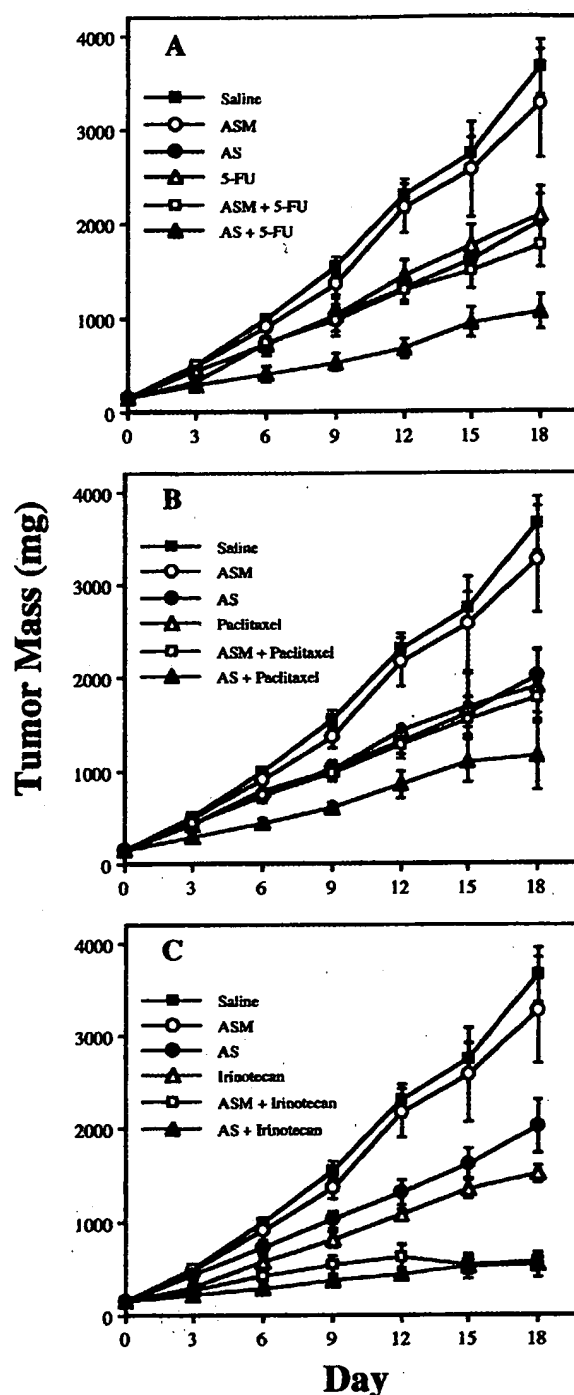 Tumor Mass (mg)
A
4000
3000
2000
1000
0
Saline
ASM
AS
5-FU
ASM + 5-FU
AS + 5-FU
0 3 6 9 12 15 18
B
4000
3000
2000
1000
0
Saline
ASM
AS
Paclitaxel
ASM + Paclitaxel
AS + Paclitaxel
0 3 6 9 12 15 18
C
4000
3000
2000
1000
0
Saline
ASM
AS
Irinotecan
ASM + Irinotecan
AS + Irinotecan
0 3 6 9 12 15 18
Day